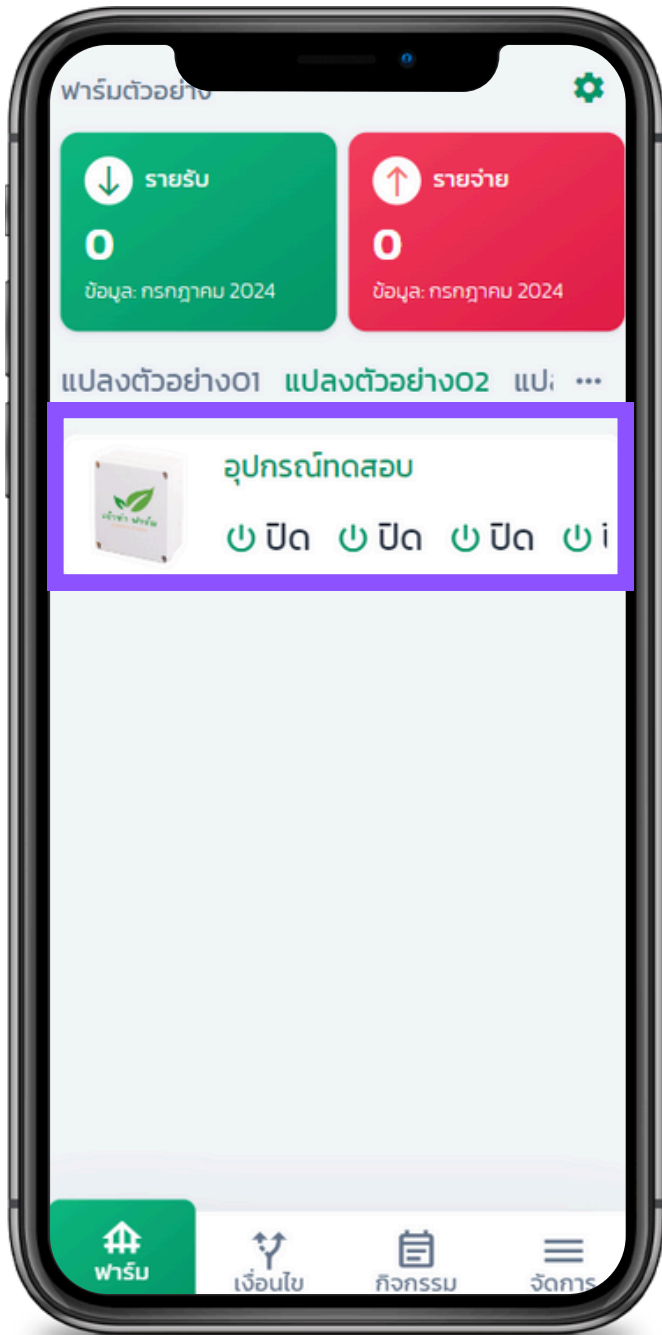 ฟาร์มตัวอย่าง
รายรับ
0
ข้อมูล: กรกฎาคม 2024
รายจ่าย
0
ข้อมูล: กรกฎาคม 2024
แปลงตัวอย่าง01 แปลงตัวอย่าง02 ...
อุปกรณ์ทดสอบ
ปิด ปิด ปิด
ฟาร์ม
เงื่อนไข
กิจกรรม
จัดการ